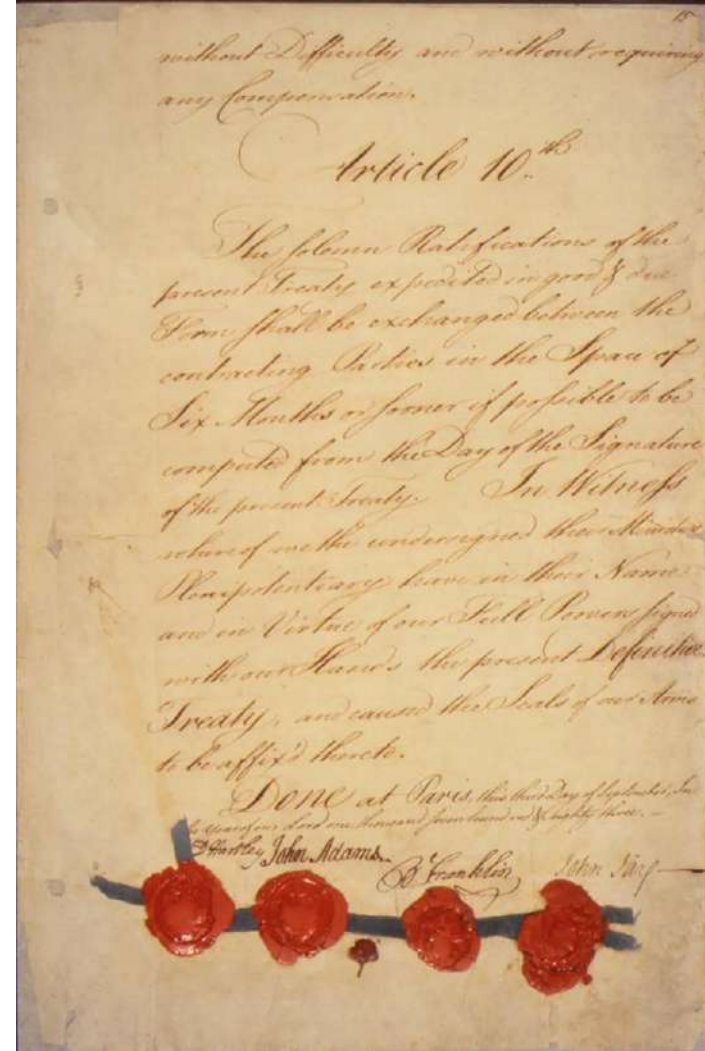 15
without Difficulty and without requiring
any Compensation.
Article 10.th
The solemn Ratifications of the
present Treaty expedited in good & due
Form shall be exchanged between the
contracting Parties in the Space of
Six Months or sooner if possible to be
computed from the Day of the Signature
of the present Treaty. In Witness
whereof we the undersigned their Ministers
Plenipotentiary have in their Name
and in Virtue of our Full Powers signed
with our Hands the present Definitive
Treaty, and caused the Seals of our Arms
to be affix'd thereto.
DONE at Paris, this third Day of September, In
the Year of our Lord one thousand seven hundred & eighty three. —
D Hartley John Adams.
B Franklin John Jay —